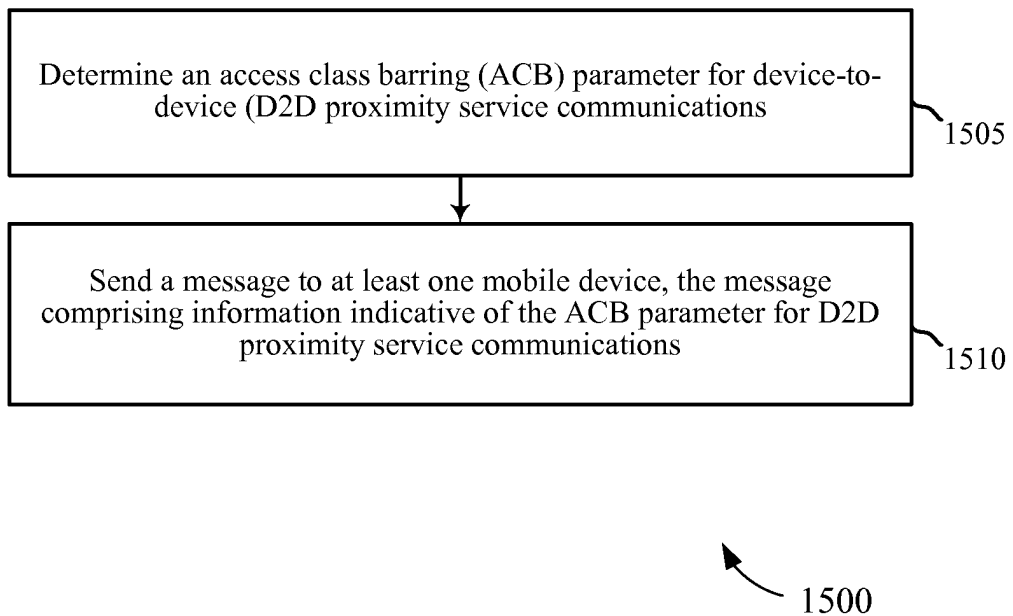 Determine an access class barring (ACB) parameter for device-to-
device (D2D proximity service communications
1505
Send a message to at least one mobile device, the message
comprising information indicative of the ACB parameter for D2D
proximity service communications
1510
1500